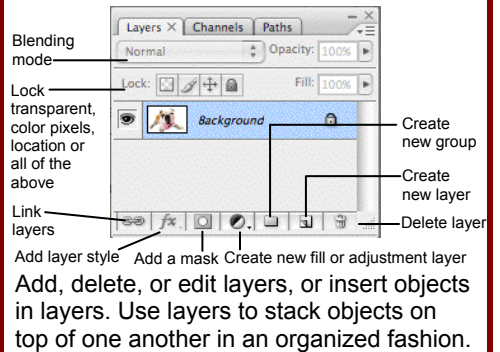 Layers × Channels Paths
Blending
mode
Normal Opacity: 100%
Lock: Fill: 100%
Lock
transparent,
color pixels,
location or
all of the
above
Background
Create
new group
Create
new layer
Link
layers
fx
Delete layer
Add layer style Add a mask Create new fill or adjustment layer
Add, delete, or edit layers, or insert objects
in layers. Use layers to stack objects on
top of one another in an organized fashion.